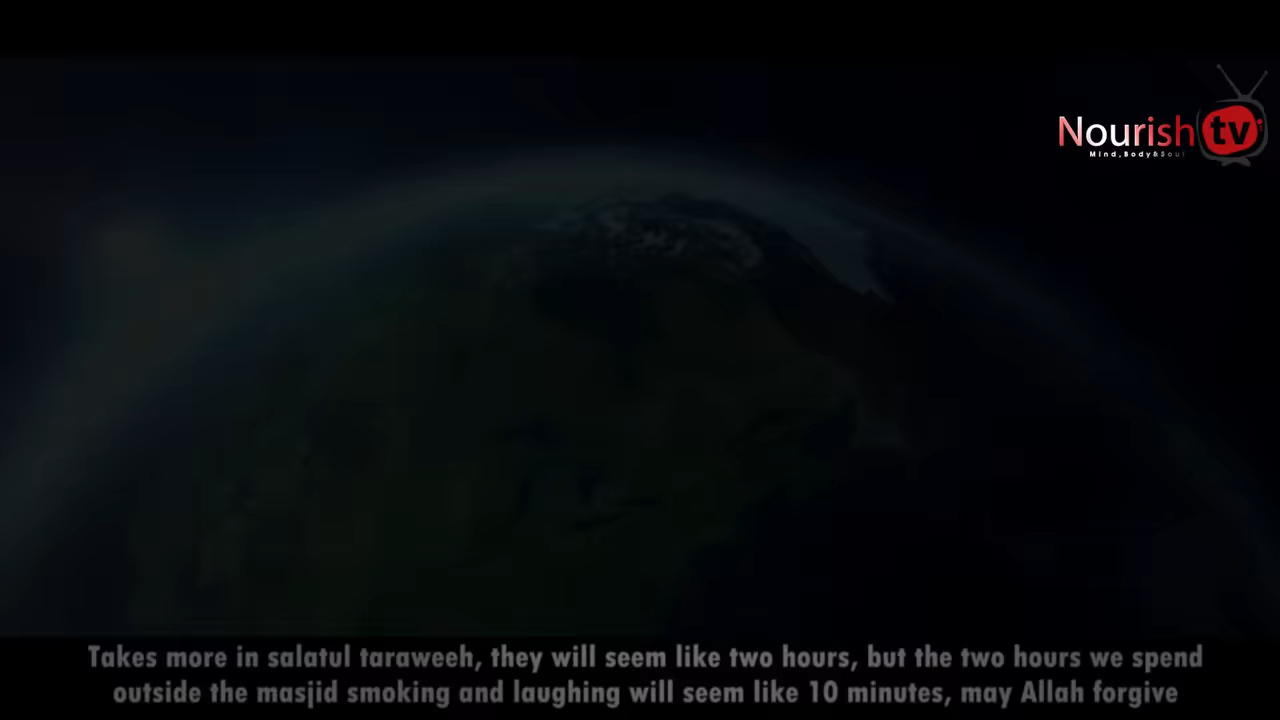 Nourish tv
Mind,Body&Soul
Takes more in salatul taraweeh, they will seem like two hours, but the two hours we spend
outside the masjid smoking and laughing will seem like 10 minutes, may Allah forgive